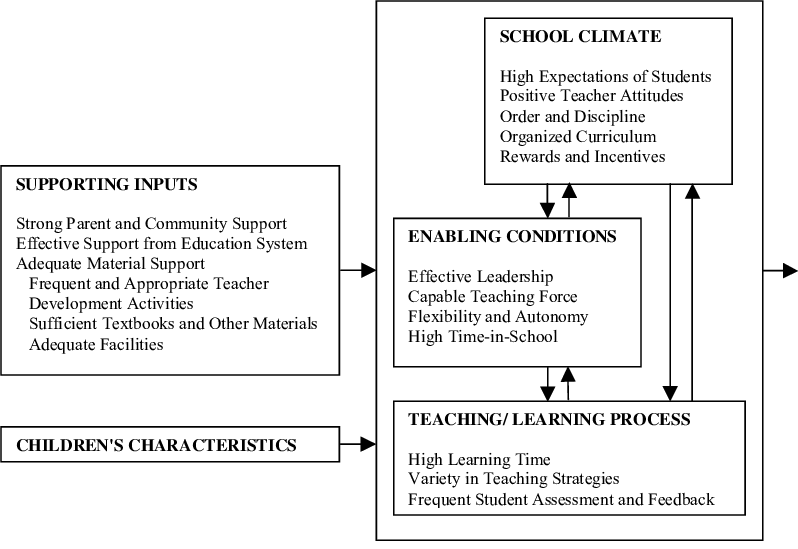 SCHOOL CLIMATE
High Expectations of Students
Positive Teacher Attitudes
Order and Discipline
Organized Curriculum
Rewards and Incentives
SUPPORTING INPUTS
Strong Parent and Community Support
Effective Support from Education System
Adequate Material Support
Frequent and Appropriate Teacher
Development Activities
Sufficient Textbooks and Other Materials
Adequate Facilities
ENABLING CONDITIONS
Effective Leadership
Capable Teaching Force
Flexibility and Autonomy
High Time-in-School
CHILDREN'S CHARACTERISTICS
TEACHING/ LEARNING PROCESS
High Learning Time
Variety in Teaching Strategies
Frequent Student Assessment and Feedback